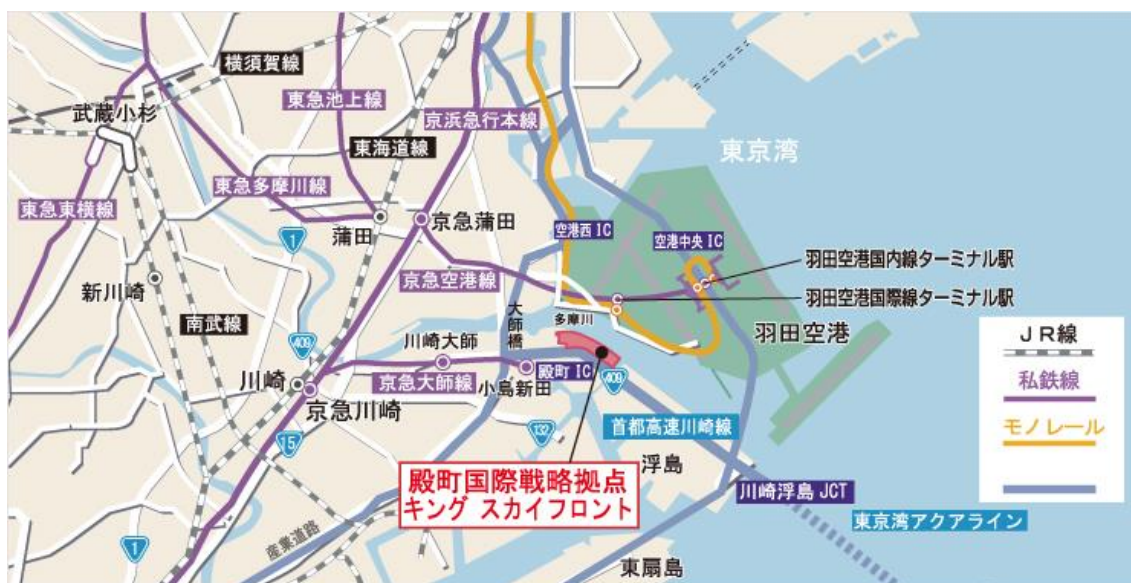 横須賀線
東急池上線
京浜急行本線
武蔵小杉
東海道線
東京湾
東急多摩川線
東急東横線
1
蒲田
京急蒲田
空港西 IC
空港中央 IC
羽田空港国内線ターミナル駅
京急空港線
羽田空港国際線ターミナル駅
新川崎
南武線
大師橋
多摩川
羽田空港
409
川崎大師
JR線
川崎
京急大師線
小島新田
殿町 IC
409
私鉄線
京急川崎
15
132
首都高速川崎線
モノレール
殿町国際戦略拠点
キング スカイフロント
浮島
川崎浮島 JCT
東京湾アクアライン
産業道路
1
東扇島